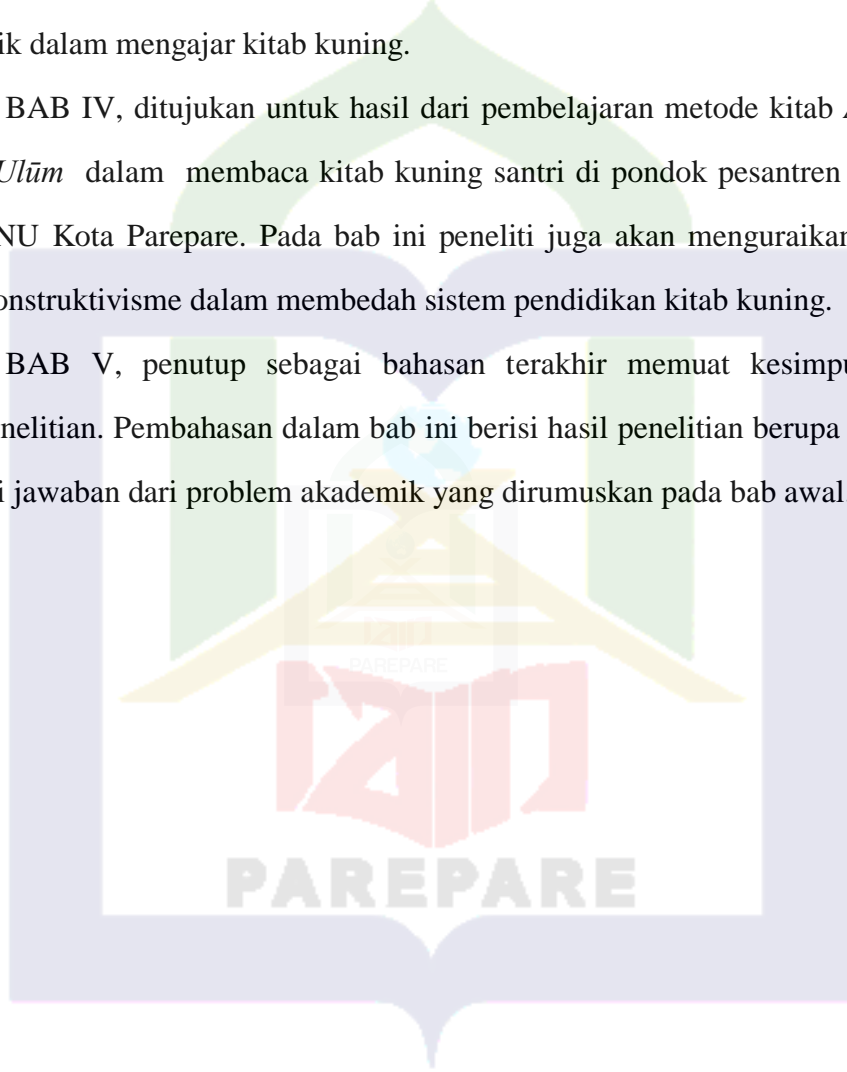 ik dalam mengajar kitab kuning.
BAB IV, ditujukan untuk hasil dari pembelajaran metode kitab
Ulūm dalam membaca kitab kuning santri di pondok pesantren
NU Kota Parepare. Pada bab ini peneliti juga akan menguraikan
onstruktivisme dalam membedah sistem pendidikan kitab kuning.
BAB V, penutup sebagai bahasan terakhir memuat kesimpu
nelitian. Pembahasan dalam bab ini berisi hasil penelitian berupa
i jawaban dari problem akademik yang dirumuskan pada bab awal.
iain
PAREPARE
iain
PAREPARE